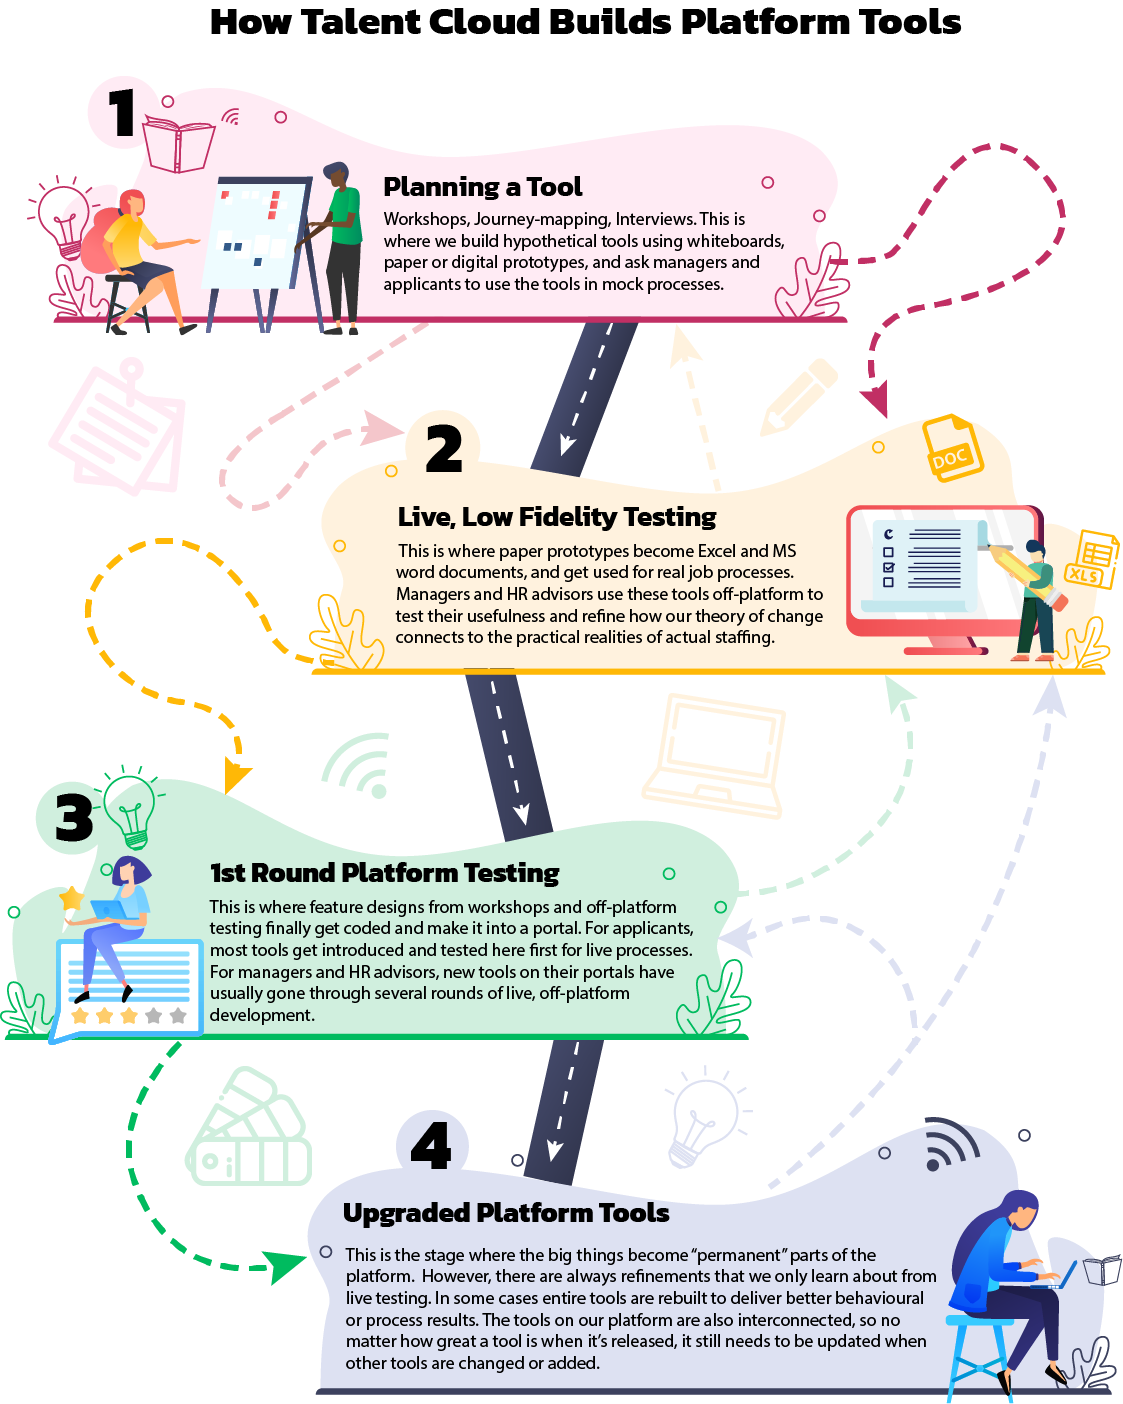 How Talent Cloud Builds Platform Tools
1
Planning a Tool
Workshops, Journey-mapping, Interviews. This is
where we build hypothetical tools using whiteboards,
paper or digital prototypes, and ask managers and
applicants to use the tools in mock processes.
2
DOC
Live, Low Fidelity Testing
This is where paper prototypes become Excel and MS
word documents, and get used for real job processes.
Managers and HR advisors use these tools off-platform to
test their usefulness and refine how our theory of change
connects to the practical realities of actual staffing.
XLS
3
1st Round Platform Testing
This is where feature designs from workshops and off-platform
testing finally get coded and make it into a portal. For applicants,
most tools get introduced and tested here first for live processes.
For managers and HR advisors, new tools on their portals have
usually gone through several rounds of live, off-platform
development.
4
Upgraded Platform Tools
This is the stage where the big things become “permanent” parts of the
platform.  However, there are always refinements that we only learn about from
live testing. In some cases entire tools are rebuilt to deliver better behavioural
or process results. The tools on our platform are also interconnected, so no
matter how great a tool is when it’s released, it still needs to be updated when
other tools are changed or added.